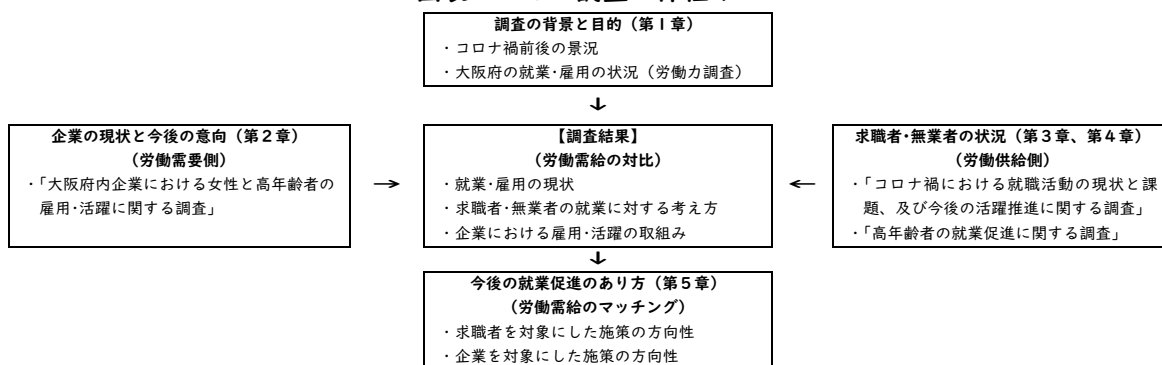 調査の背景と目的（第１章）
・コロナ禍前後の景況
・大阪府の就業･雇用の状況（労働力調査）
↓
企業の現状と今後の意向（第２章）
（労働需要側）
・「大阪府内企業における女性と高年齢者の
雇用･活躍に関する調査」
→
【調査結果】
（労働需給の対比）
・就業･雇用の現状
・求職者･無業者の就業に対する考え方
・企業における雇用･活躍の取組み
←
求職者･無業者の状況（第３章、第４章）
（労働供給側）
・「コロナ禍における就職活動の現状と課
題、及び今後の活躍推進に関する調査」
・「高年齢者の就業促進に関する調査」
↓
今後の就業促進のあり方（第５章）
（労働需給のマッチング）
・求職者を対象にした施策の方向性
・企業を対象にした施策の方向性